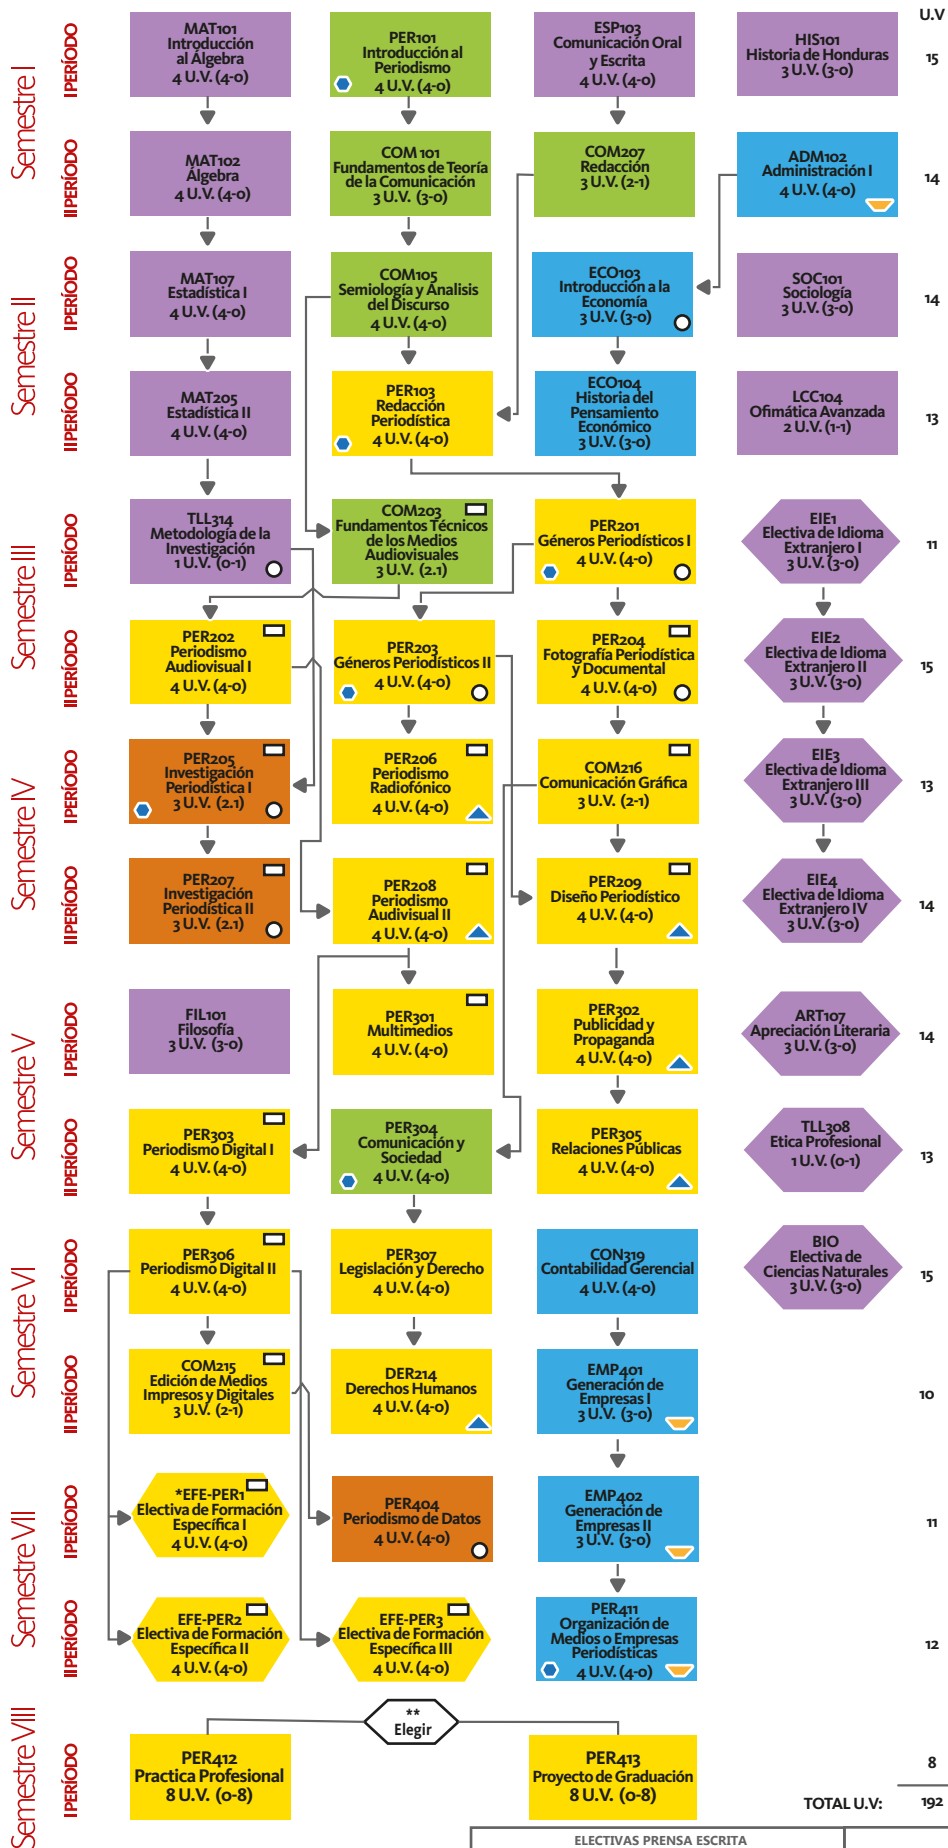 U.V
Semestre I
I PERÍODO
MAT101
Introducción
al Álgebra
4 U.V. (4-0)
PER101
Introducción al
Periodismo
4 U.V. (4-0)
ESP103
Comunicación Oral
y Escrita
4 U.V. (4-0)
HIS101
Historia de Honduras
3 U.V. (3-0)
15
II PERÍODO
MAT102
Álgebra
4 U.V. (4-0)
COM 101
Fundamentos de Teoría
de la Comunicación
3 U.V. (3-0)
COM207
Redacción
3 U.V. (2-1)
ADM102
Administración I
4 U.V. (4-0)
14
Semestre II
I PERÍODO
MAT107
Estadística I
4 U.V. (4-0)
COM105
Semiología y Análisis
del Discurso
4 U.V. (4-0)
ECO103
Introducción a la
Economía
3 U.V. (3-0)
SOC101
Sociología
3 U.V. (3-0)
14
II PERÍODO
MAT205
Estadística II
4 U.V. (4-0)
PER103
Redacción
Periodística
4 U.V. (4-0)
ECO104
Historia del
Pensamiento
Económico
3 U.V. (3-0)
LCC104
Ofimática Avanzada
2 U.V. (1-1)
13
Semestre III
I PERÍODO
TLL314
Metodología de la
Investigación
1 U.V. (0-1)
COM203
Fundamentos Técnicos
de los Medios
Audiovisuales
3 U.V. (2.1)
PER201
Géneros Periodísticos I
4 U.V. (4-0)
EIE1
Electiva de Idioma
Extranjero I
3 U.V. (3-0)
11
II PERÍODO
PER202
Periodismo
Audiovisual I
4 U.V. (4-0)
PER203
Géneros Periodísticos II
4 U.V. (4-0)
PER204
Fotografía Periodística
y Documental
4 U.V. (4-0)
EIE2
Electiva de Idioma
Extranjero II
3 U.V. (3-0)
15
Semestre IV
I PERÍODO
PER205
Investigación
Periodística I
3 U.V. (2.1)
PER206
Periodismo
Radiofónico
4 U.V. (4-0)
COM216
Comunicación Gráfica
3 U.V. (2-1)
EIE3
Electiva de Idioma
Extranjero III
3 U.V. (3-0)
13
II PERÍODO
PER207
Investigación
Periodística II
3 U.V. (2.1)
PER208
Periodismo
Audivisual II
4 U.V. (4-0)
PER209
Diseño Periodístico
4 U.V. (4-0)
EIE4
Electiva de Idioma
Extranjero IV
3 U.V. (3-0)
14
Semestre V
I PERÍODO
FIL101
Filosofía
3 U.V. (3-0)
PER301
Multimedios
4 U.V. (4-0)
PER302
Publicidad y
Propaganda
4 U.V. (4-0)
ART107
Apreciación Literaria
3 U.V. (3-0)
14
II PERÍODO
PER303
Periodismo Digital I
4 U.V. (4-0)
PER304
Comunicación y
Sociedad
4 U.V. (4-0)
PER305
Relaciones Públicas
4 U.V. (4-0)
TLL308
Etica Profesional
1 U.V. (0-1)
13
Semestre VI
I PERÍODO
PER306
Periodismo Digital II
4 U.V. (4-0)
PER307
Legislación y Derecho
4 U.V. (4-0)
CON319
Contabilidad Gerencial
4 U.V. (4-0)
BIO
Electiva de
Ciencias Naturales
3 U.V. (3-0)
15
II PERÍODO
COM215
Edición de Medios
Impresos y Digitales
3 U.V. (2-1)
DER214
Derechos Humanos
4 U.V. (4-0)
EMP401
Generación de
Empresas I
3 U.V. (3-0)
10
Semestre VII
I PERÍODO
*EFE-PER1
Electiva de Formación
Específica I
4 U.V. (4-0)
PER404
Periodismo de Datos
4 U.V. (4-0)
EMP402
Generación de
Empresas II
3 U.V. (3-0)
11
II PERÍODO
EFE-PER2
Electiva de Formación
Específica II
4 U.V. (4-0)
EFE-PER3
Electiva de Formación
Específica III
4 U.V. (4-0)
PER411
Organización de
Medios o Empresas
Periodísticas
4 U.V. (4-0)
12
Semestre VIII
I PERÍODO
**
Elegir
PER412
Practica Profesional
8 U.V. (0-8)
PER413
Proyecto de Graduación
8 U.V. (0-8)
8
TOTAL U.V: 192
ELECTIVAS PRENSA ESCRITA